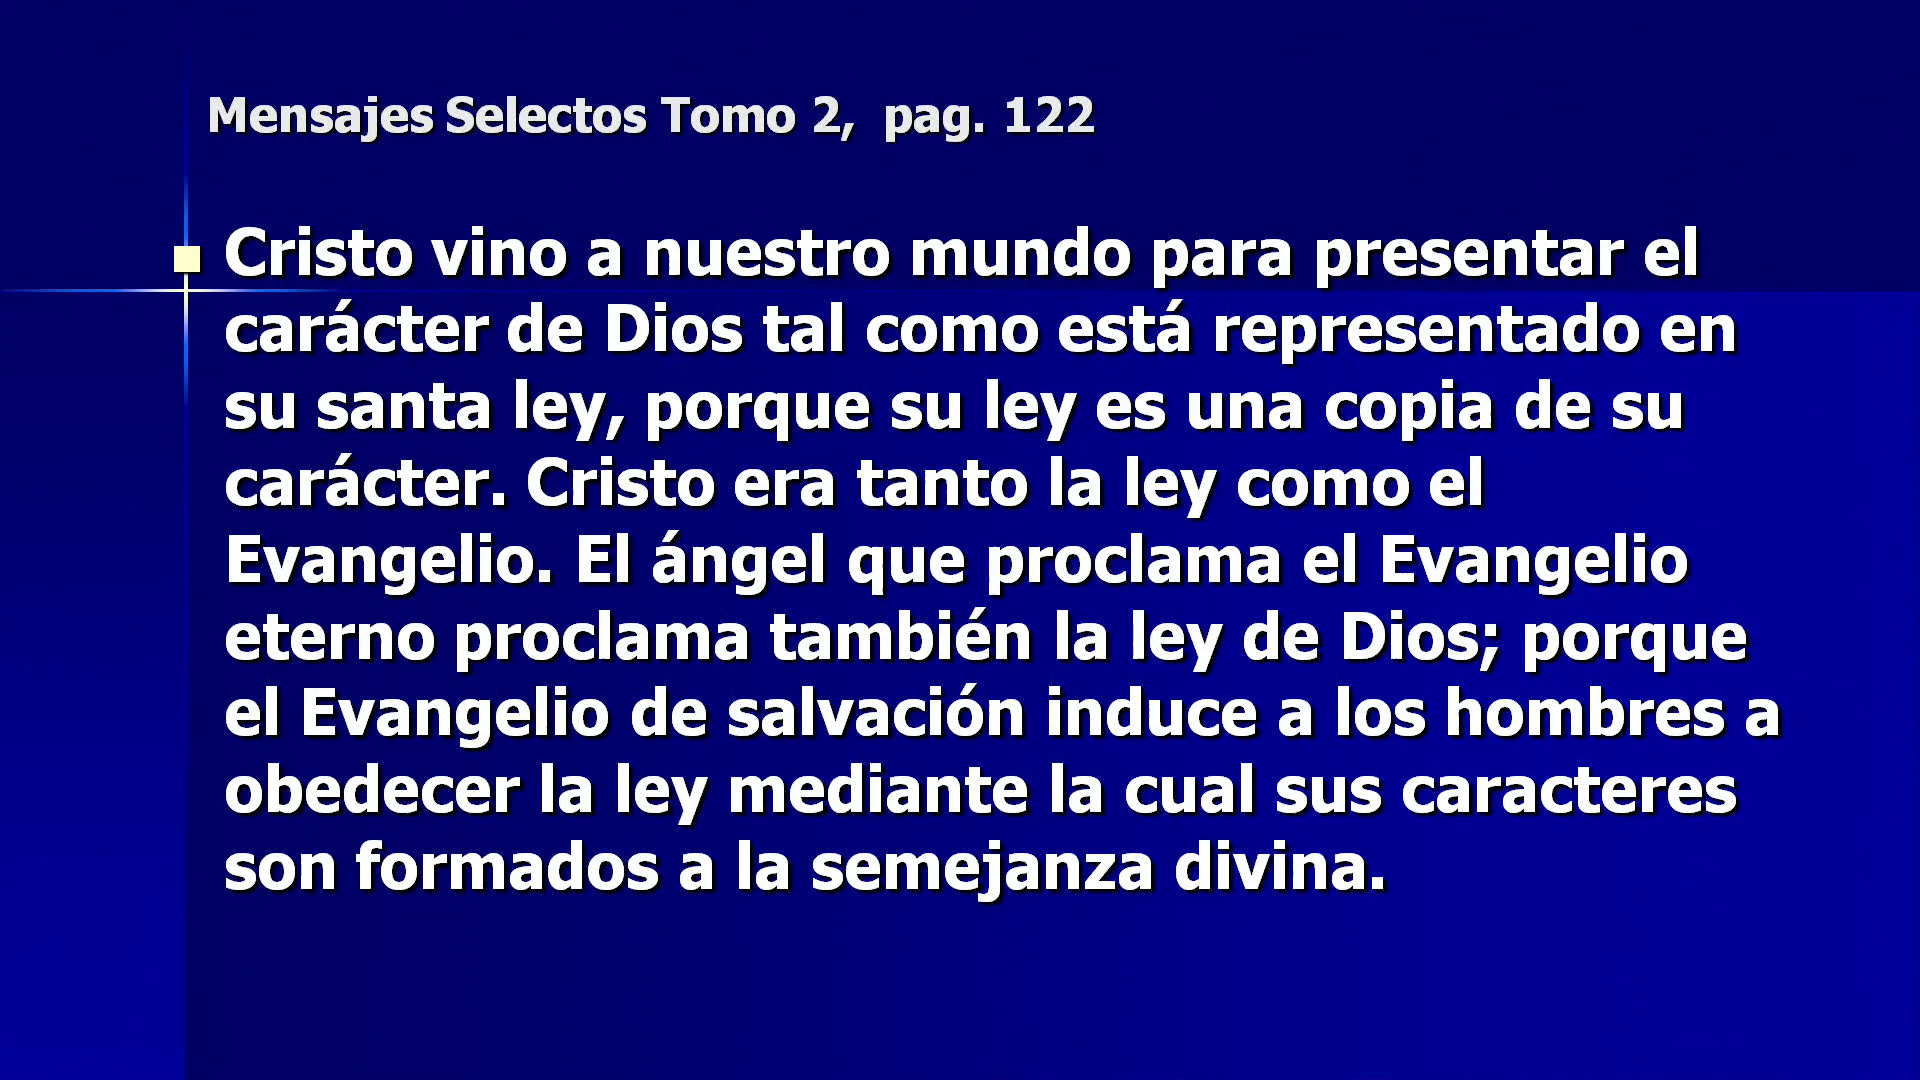 Mensajes Selectos Tomo 2, pag. 122
Cristo vino a nuestro mundo para presentar el
carácter de Dios tal como está representado en
su santa ley, porque su ley es una copia de su
carácter. Cristo era tanto la ley como el
Evangelio. El ángel que proclama el Evangelio
eterno proclama también la ley de Dios; porque
el Evangelio de salvación induce a los hombres a
obedecer la ley mediante la cual sus caracteres
son formados a la semejanza divina.